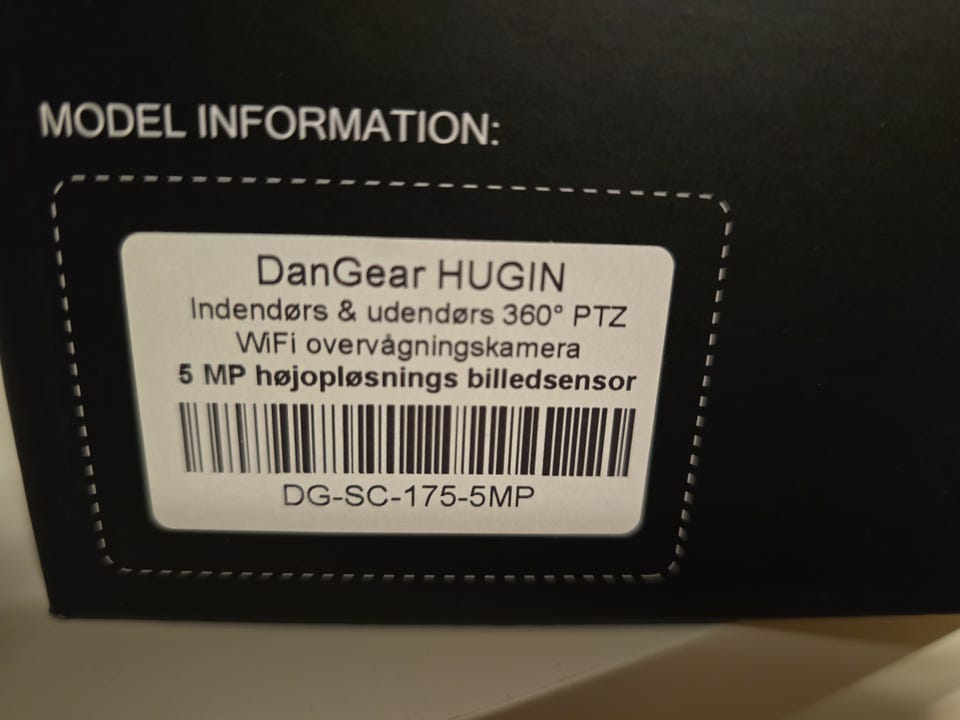 MODEL INFORMATION:
DanGear HUGIN
Indendørs & udendørs 360° PTZ
WiFi overvågningskamera
5 MP højopløsnings billedsensor
DG-SC-175-5MP